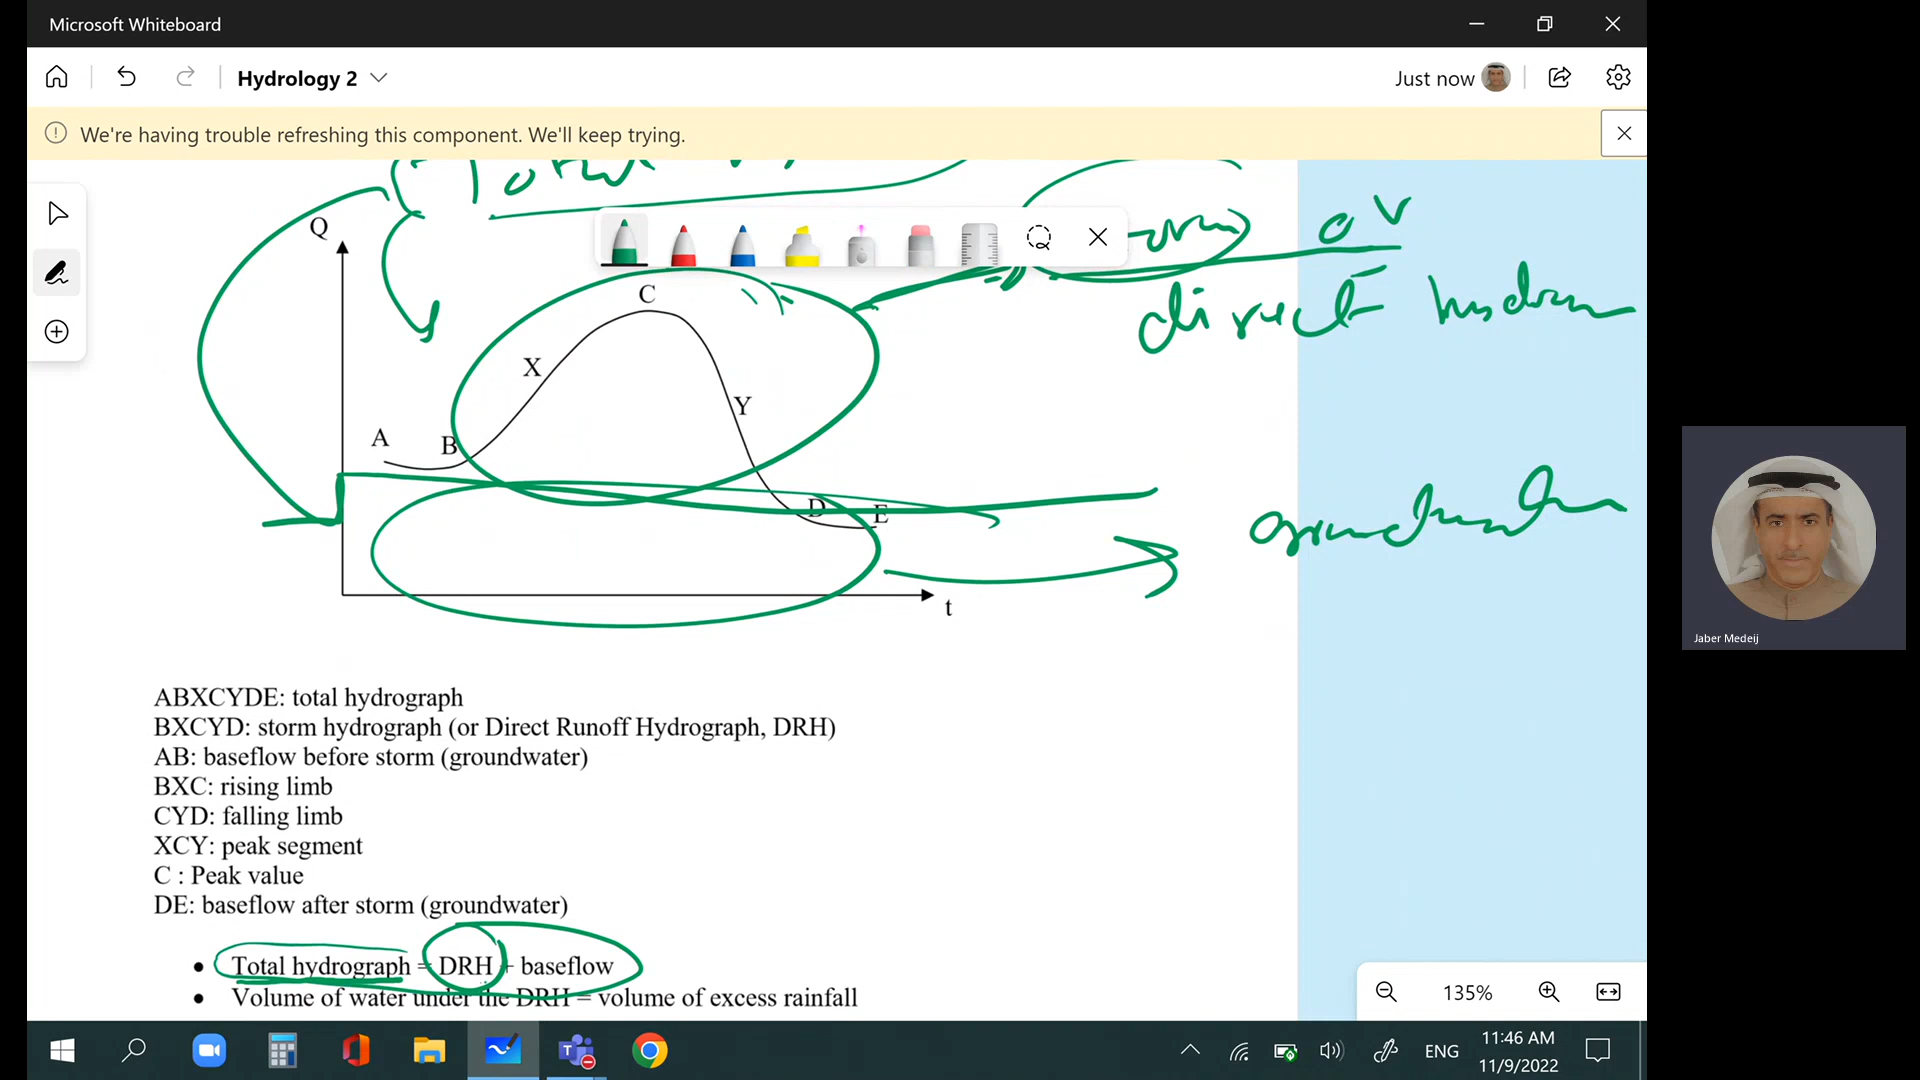 Microsoft Whiteboard
Hydrology 2
Just now
We're having trouble refreshing this component. We'll keep trying.
Total
Q
or
direct
C
X
Y
A
B
D
E
groundwater
t
ABXCYDE: total hydrograph
BXCYD: storm hydrograph (or Direct Runoff Hydrograph, DRH)
AB: baseflow before storm (groundwater)
BXC: rising limb
CYD: falling limb
XCY: peak segment
C : Peak value
DE: baseflow after storm (groundwater)
• Total hydrograph = DRH + baseflow
• Volume of water under the DRH = volume of excess rainfall
135%
Jaber Medeij
ENG
11:46 AM
11/9/2022